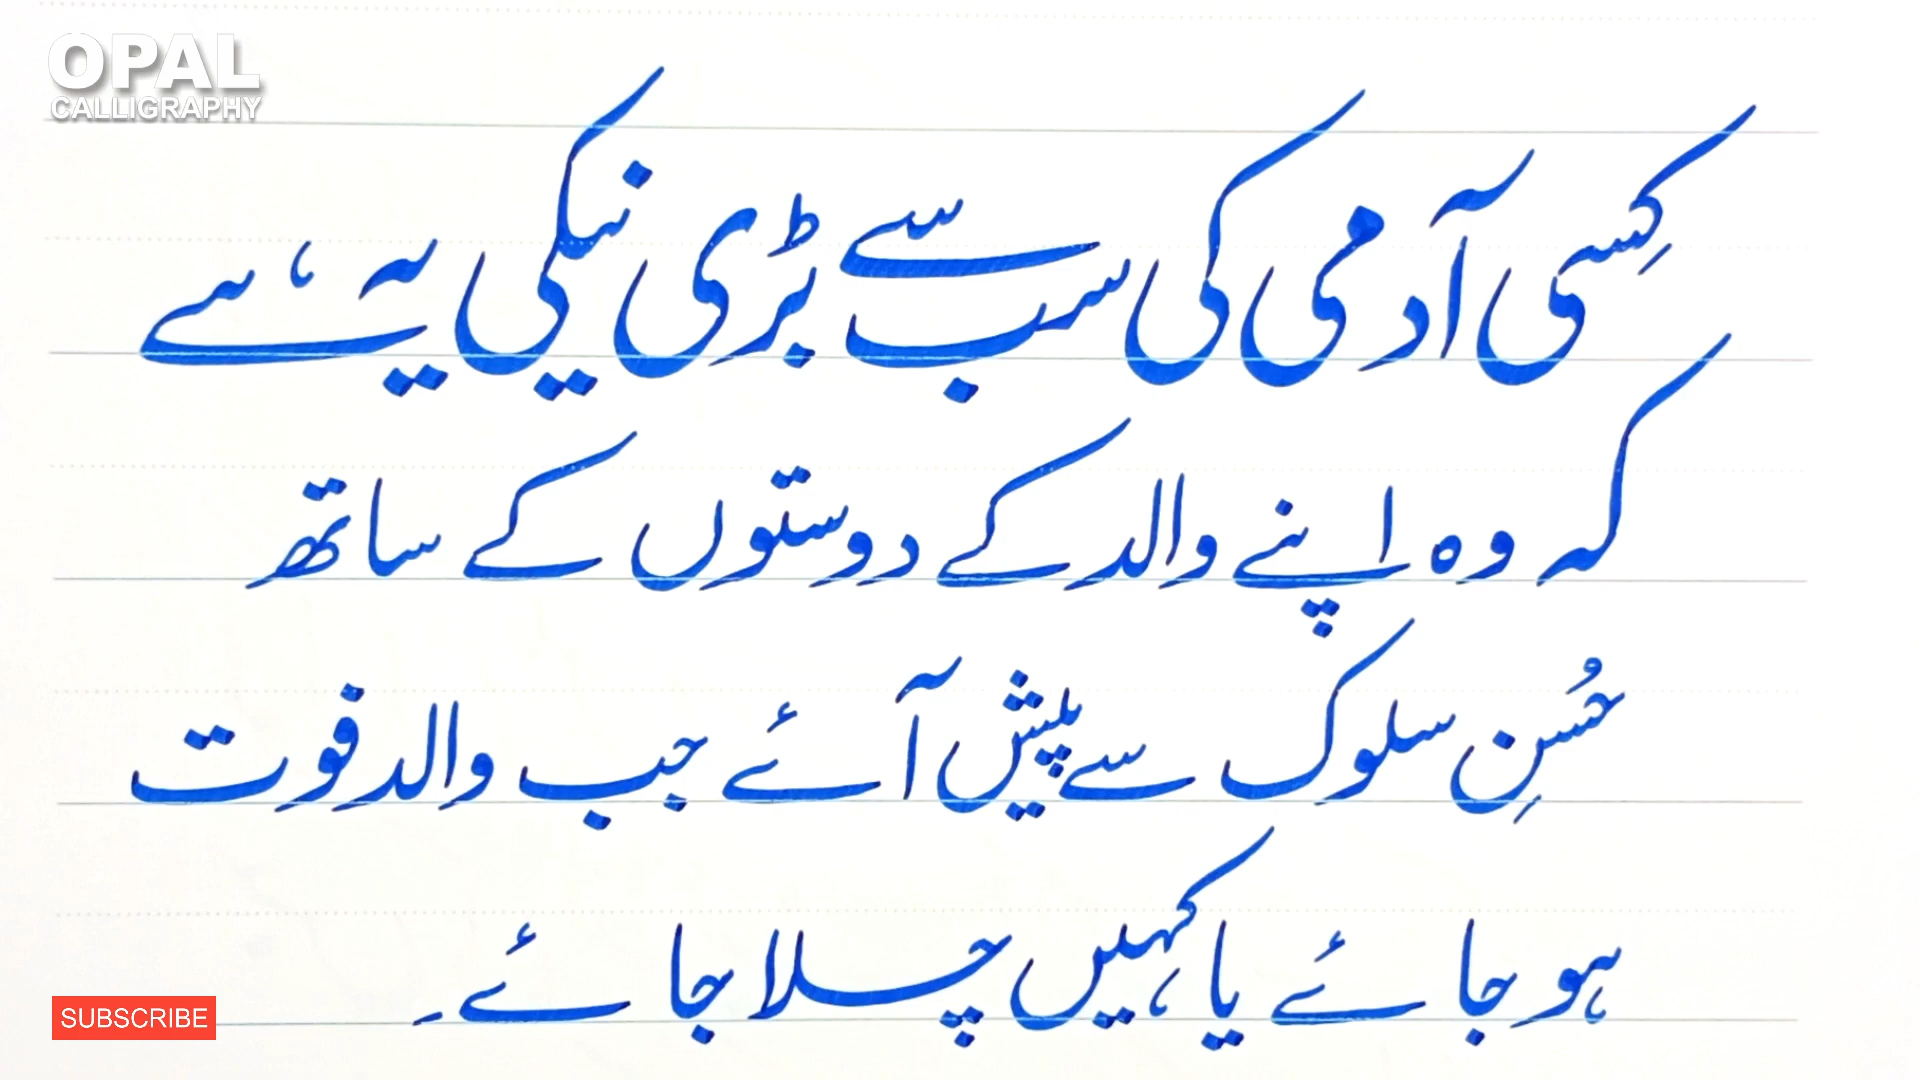 OPAL
CALLIGRAPHY
کِسی آدمی کی سب سے بڑی نیکی یہ ہے
کہ وہ اپنے والد کے دوستوں کے ساتھ
حُسنِ سلوک سے پیش آئے جب والد فوت
ہو جائے یا کہیں چلا جائے۔
SUBSCRIBE